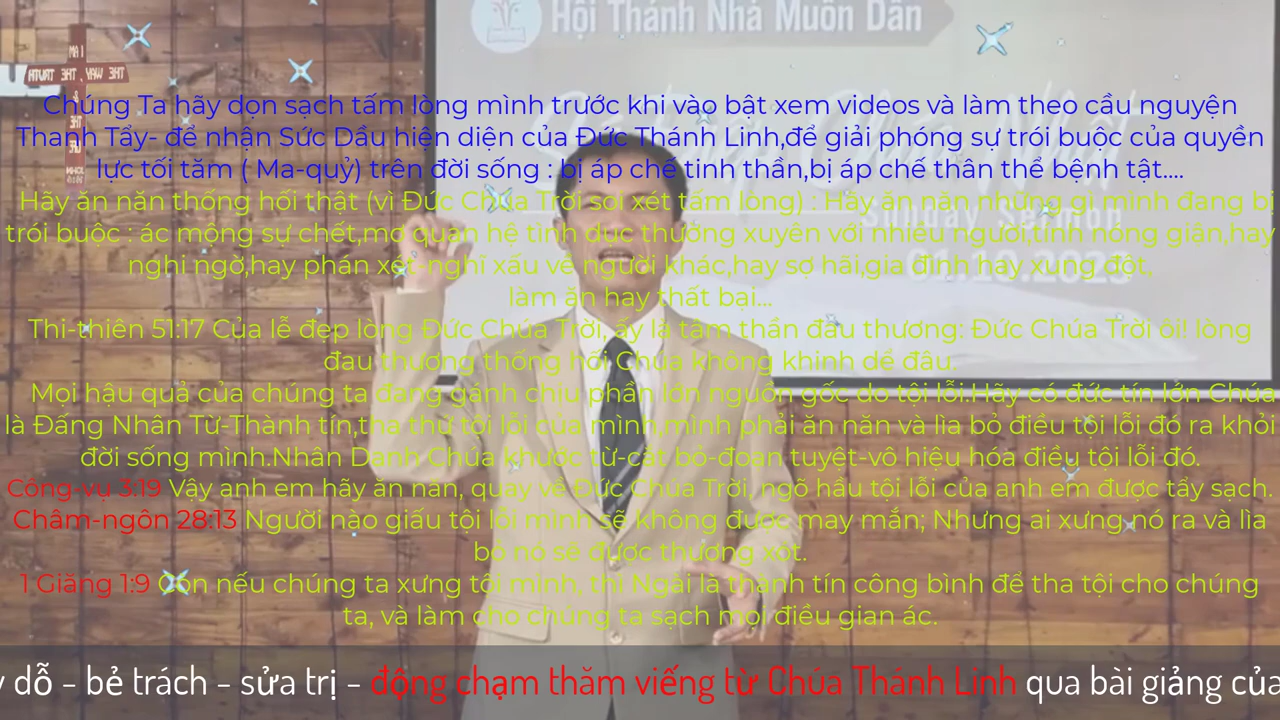 Hội Thánh Nhà Muôn Dân
Chúng Ta hãy dọn sạch tấm lòng mình trước khi vào bật xem videos và làm theo cầu nguyện
Thanh Tẩy- để nhận Sức Dầu hiện diện của Đức Thánh Linh,để giải phóng sự trói buộc của quyền
lực tối tăm ( Ma-quỷ) trên đời sống : bị áp chế tinh thần,bị áp chế thân thể bệnh tật....
Hãy ăn năn thống hối thật (vì Đức Chúa Trời soi xét tấm lòng) : Hãy ăn năn những gì mình đang bị
trói buộc : ác mộng sự chết,mơ quan hệ tình dục thường xuyên với nhiều người,tính nóng giận,hay
nghi ngờ,hay phán xét-nghĩ xấu về người khác,hay sợ hãi,gia đình hay xung đột,
làm ăn hay thất bại...
Thi-thiên 51:17 Của lễ đẹp lòng Đức Chúa Trời, ấy là tâm thần đau thương: Đức Chúa Trời ôi! lòng
đau thương thống hối Chúa không khinh dể đâu.
Mọi hậu quả của chúng ta đang gánh chịu phần lớn nguồn gốc do tội lỗi.Hãy có đức tín lớn Chúa
là Đấng Nhân Từ-Thành tín,tha thứ tội lỗi của mình,mình phải ăn năn và lìa bỏ điều tội lỗi đó ra khỏi
đời sống mình.Nhân Danh Chúa khước từ-cắt bỏ-đoạn tuyệt-vô hiệu hóa điều tội lỗi đó.
Công-vụ 3:19 Vậy anh em hãy ăn năn, quay về Đức Chúa Trời, ngõ hầu tội lỗi của anh em được tẩy sạch.
Châm-ngôn 28:13 Người nào giấu tội lỗi mình sẽ không được may mắn; Nhưng ai xưng nó ra và lìa
bỏ nó sẽ được thương xót.
1 Giăng 1:9 Còn nếu chúng ta xưng tội mình, thì Ngài là thành tín công bình để tha tội cho chúng
ta, và làm cho chúng ta sạch mọi điều gian ác.
Sunday Sermon
dỗ - bẻ trách - sửa trị - động chạm thăm viếng từ Chúa Thánh Linh qua bài giảng của